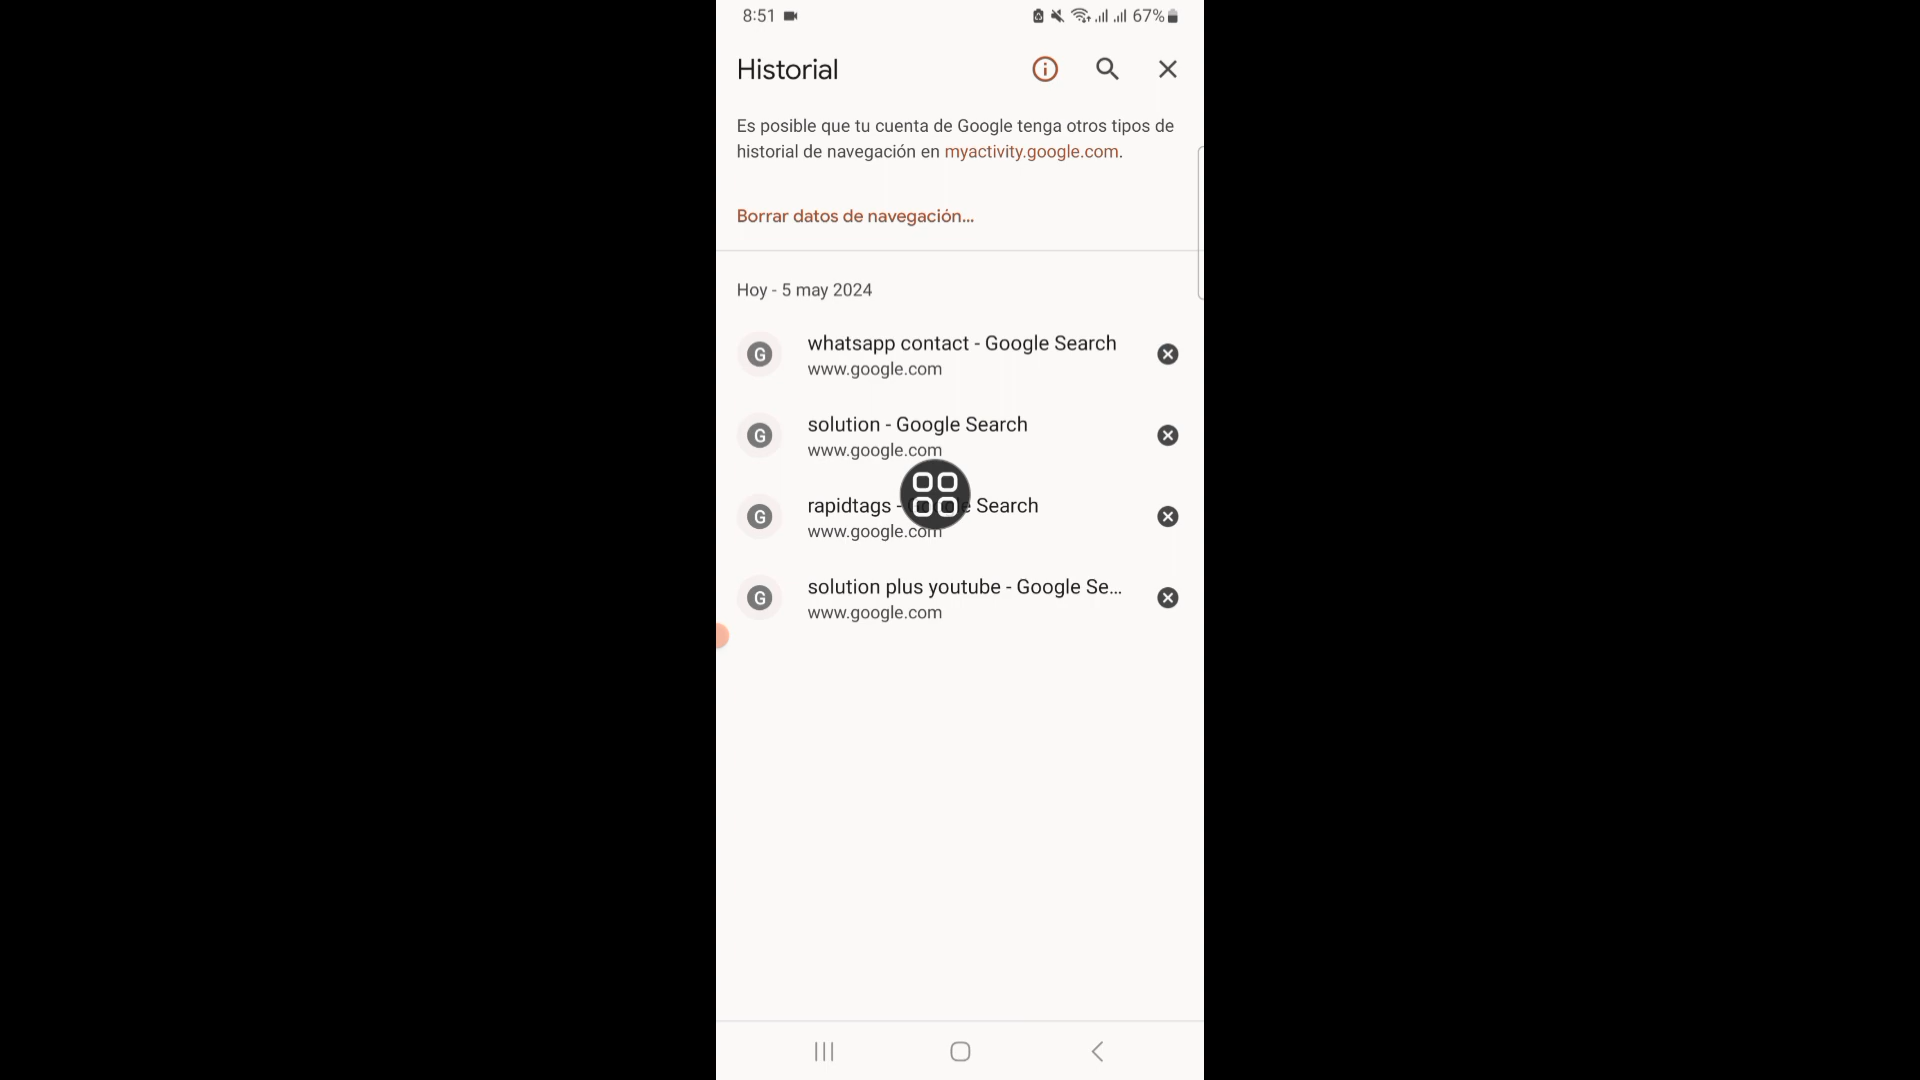 8:51
67%
Historial
Es posible que tu cuenta de Google tenga otros tipos de
historial de navegación en myactivity.google.com.
Borrar datos de navegación...
Hoy - 5 may 2024
whatsapp contact - Google Search
www.google.com
solution - Google Search
www.google.com
rapidtags - Search
www.google.com
solution plus youtube - Google Se...
www.google.com
G
G
G
G